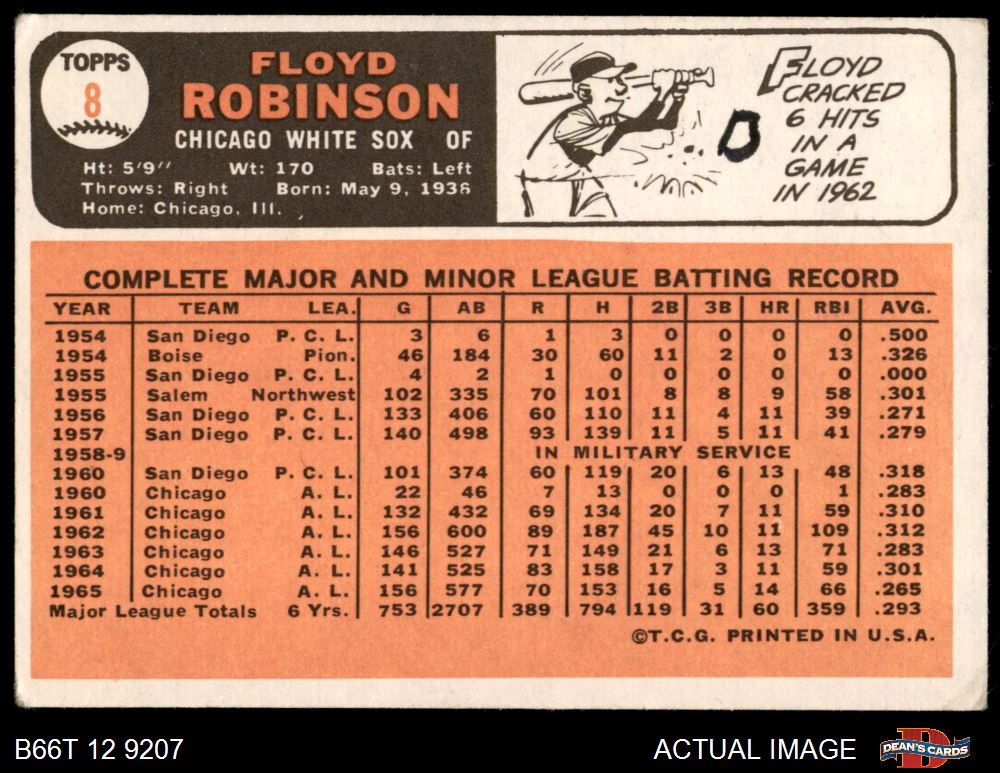 TOPPS
8
FLOYD
ROBINSON
CHICAGO WHITE SOX OF
Ht: 5'9" Wt: 170 Bats: Left
Throws: Right Born: May 9, 1936
Home: Chicago, Ill.
FLOYD
CRACKED
6 HITS
IN A
GAME
IN 1962
COMPLETE MAJOR AND MINOR LEAGUE BATTING RECORD
YEAR TEAM LEA. G AB R H 2B 3B HR RBI AVG.
1954 San Diego P. C. L. 3 6 1 3 0 0 0 0 .500
1954 Boise Pion. 46 184 30 60 11 2 0 13 .326
1955 San Diego P. C. L. 4 2 1 0 0 0 0 0 .000
1955 Salem Northwest 102 335 70 101 8 8 9 58 .301
1956 San Diego P. C. L. 133 406 60 110 11 4 11 39 .271
1957 San Diego P. C. L. 140 498 93 139 11 5 11 41 .279
1958-9 IN MILITARY SERVICE
1960 San Diego P. C. L. 101 374 60 119 20 6 13 48 .318
1960 Chicago A. L. 22 46 7 13 0 0 0 1 .283
1961 Chicago A. L. 132 432 69 134 20 7 11 59 .310
1962 Chicago A. L. 156 600 89 187 45 10 11 109 .312
1963 Chicago A. L. 146 527 71 149 21 6 13 71 .283
1964 Chicago A. L. 141 525 83 158 17 3 11 59 .301
1965 Chicago A. L. 156 577 70 153 16 5 14 66 .265
Major League Totals 6 Yrs. 753 2707 389 794 119 31 60 359 .293
©T.C.G. PRINTED IN U.S.A.
B66T 12 9207 ACTUAL IMAGE DEAN'S CARDS